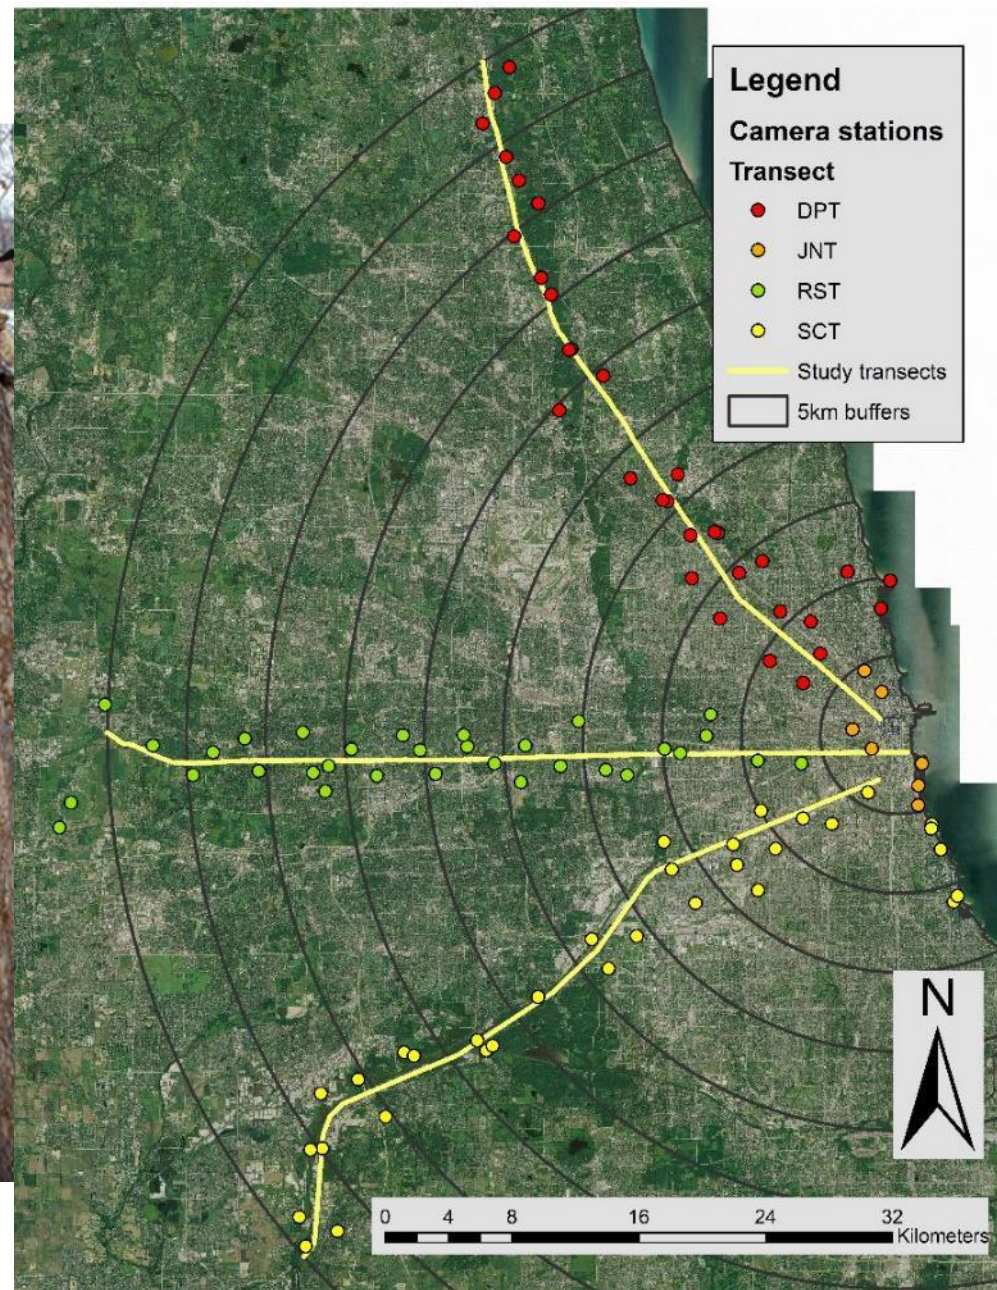 Legend
Camera stations
Transect
DPT
JNT
RST
SCT
Study transects
5km buffers
N
0 4 8 16 24 32
Kilometers